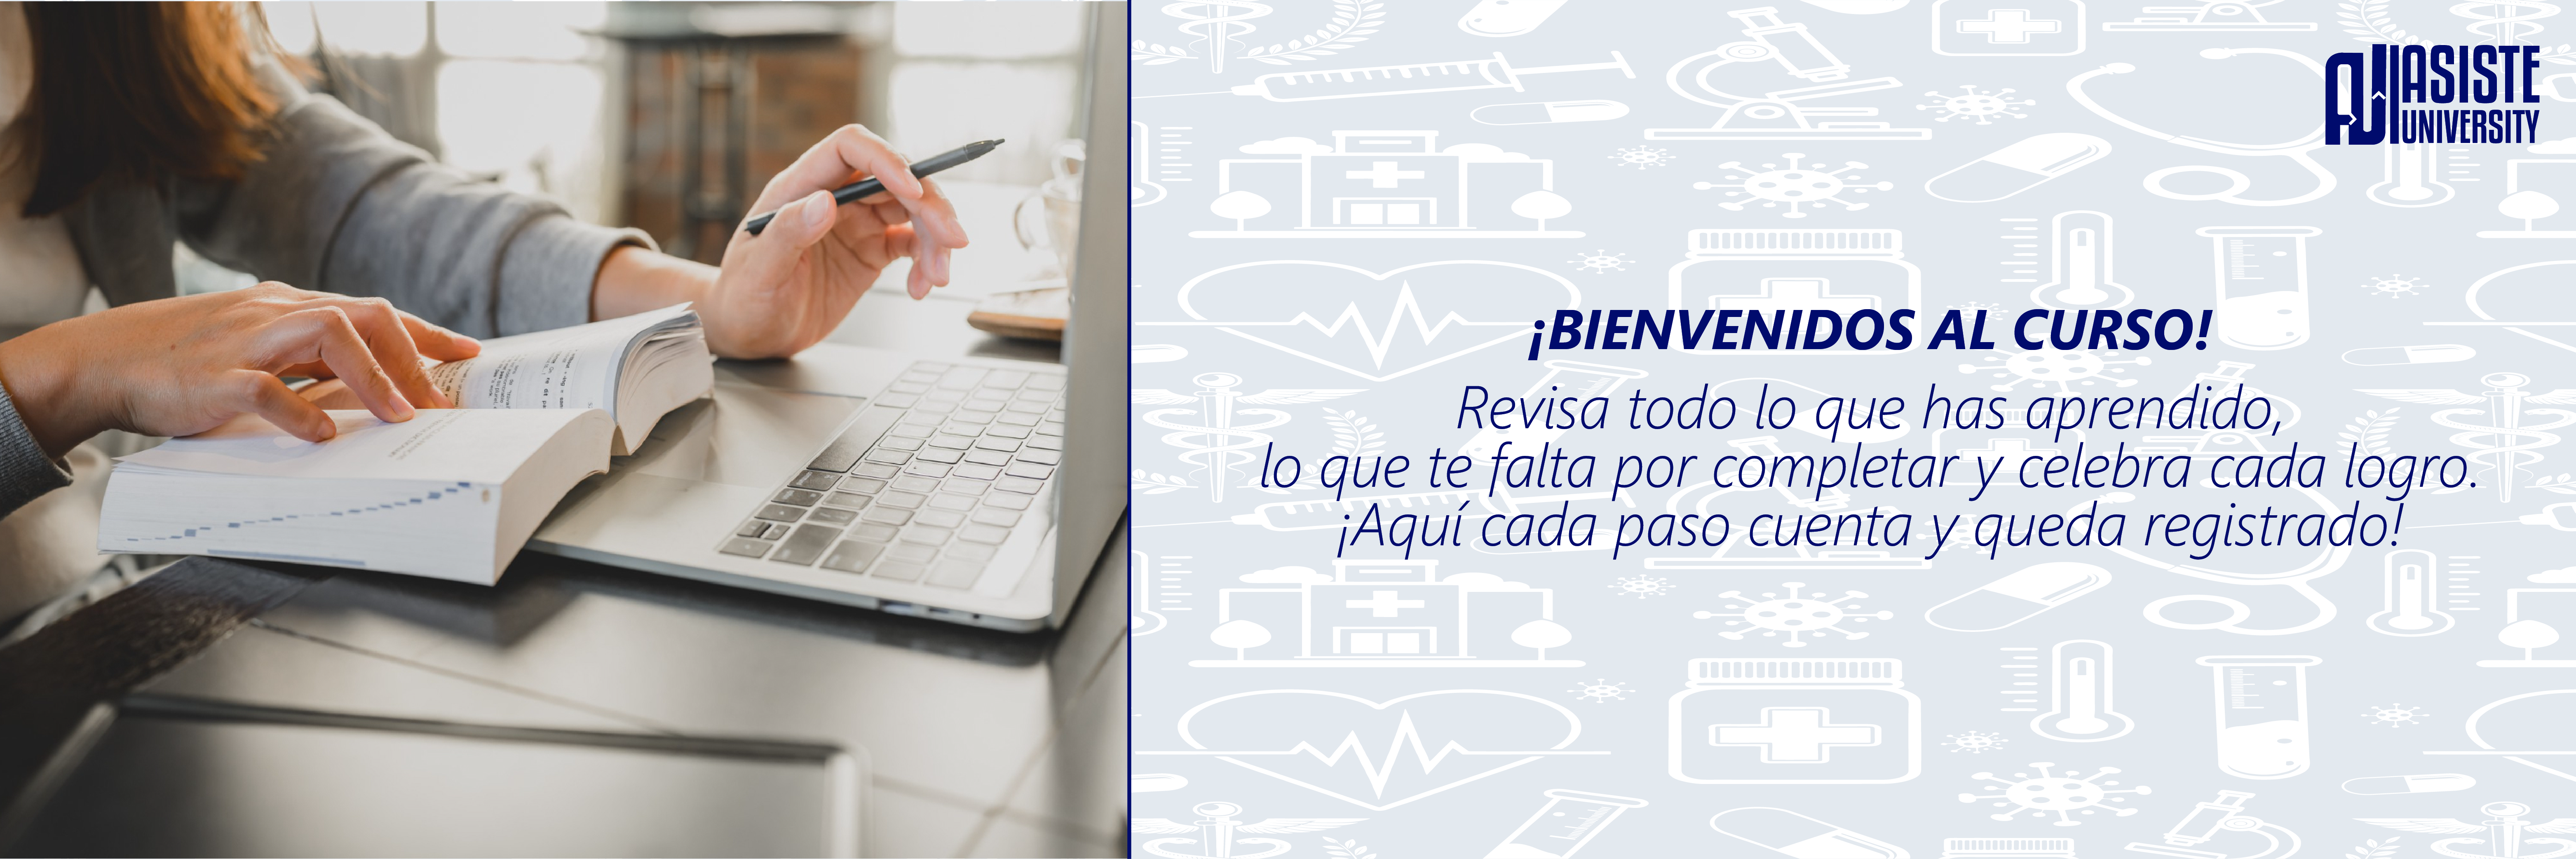 ASISTE
UNIVERSITY
¡BIENVENIDOS AL CURSO!
Revisa todo lo que has aprendido,
lo que te falta por completar y celebra cada logro.
¡Aquí cada paso cuenta y queda registrado!